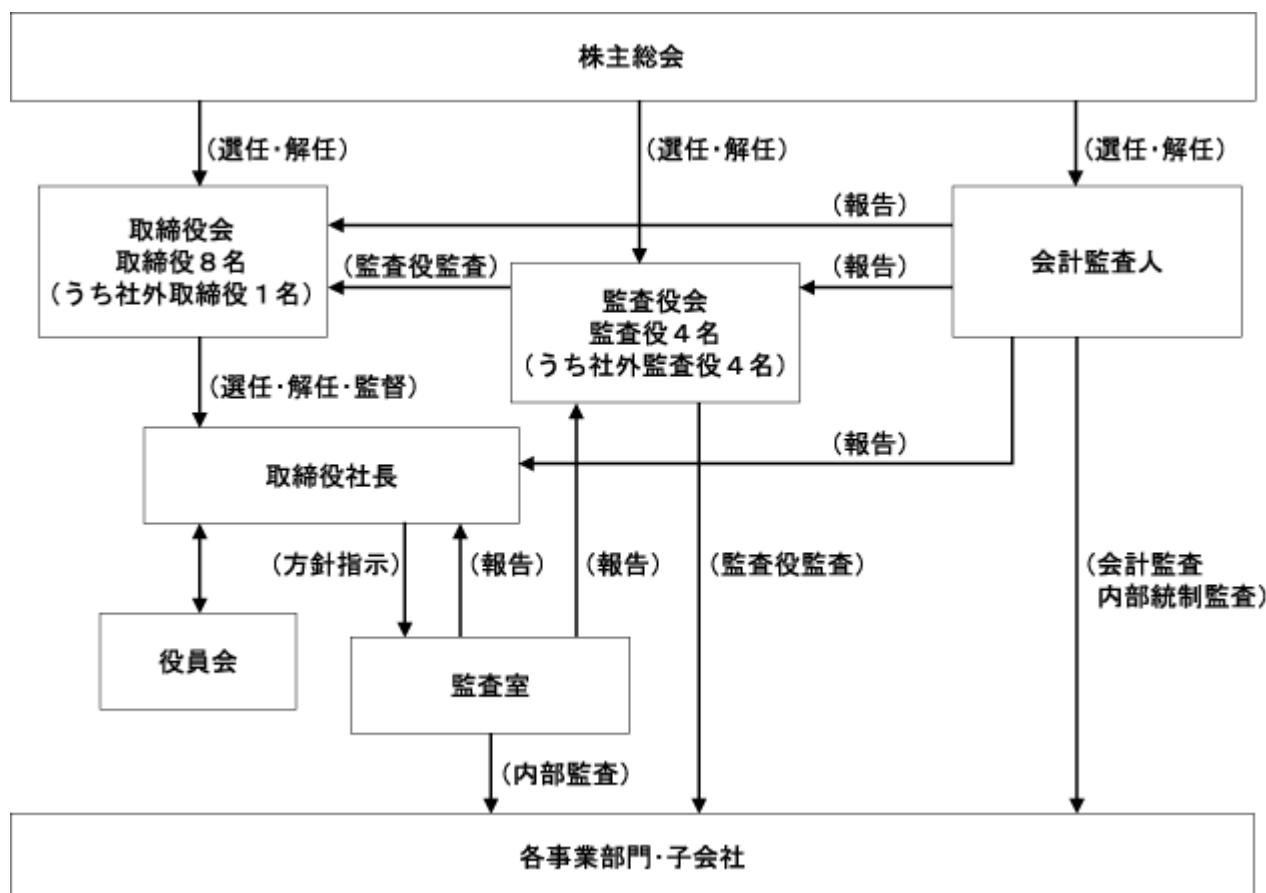 株主総会
(選任・解任)
(選任・解任)
(選任・解任)
取締役会
取締役８名
(うち社外取締役１名)
(報告)
会計監査人
(監査役監査)
(報告)
監査役会
監査役４名
(うち社外監査役４名)
(選任・解任・監督)
取締役社長
(報告)
(方針指示)
(報告)
(報告)
(監査役監査)
(会計監査
内部統制監査)
役員会
監査室
(内部監査)
各事業部門・子会社